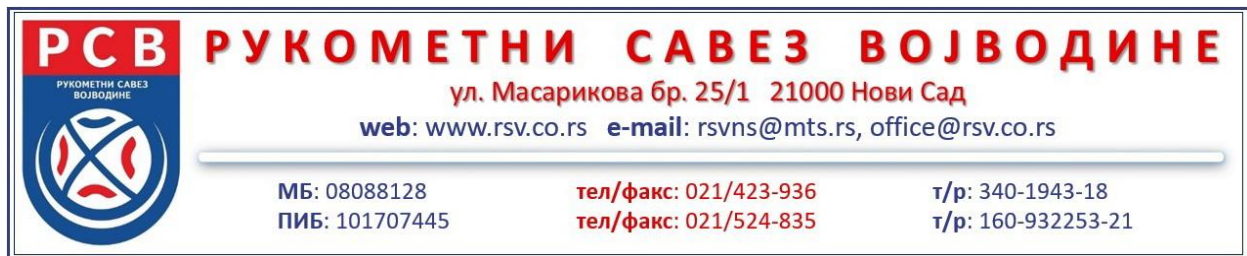 РСВ
РУКОМЕТНИ САВЕЗ
ВОЈВОДИНЕ
РУКОМЕТНИ САВЕЗ ВОЈВОДИНЕ
ул. Масарикова бр. 25/1 21000 Нови Сад
web: www.rsv.co.rs e-mail: rsvns@mts.rs, office@rsv.co.rs
МБ: 08088128 тел/факс: 021/423-936 т/р: 340-1943-18
ПИБ: 101707445 тел/факс: 021/524-835 т/р: 160-932253-21